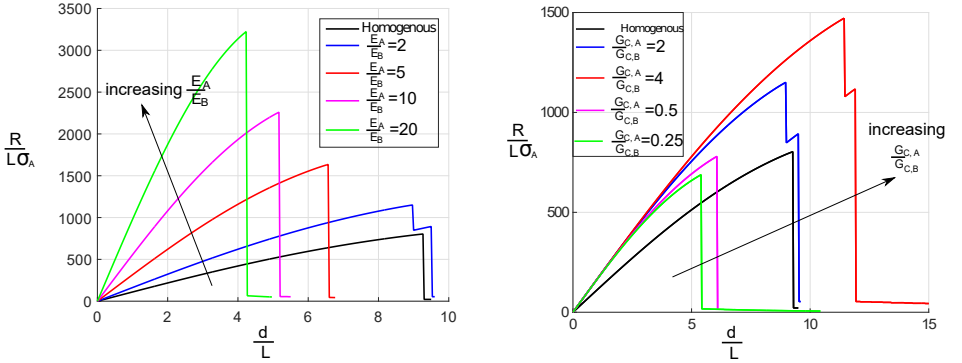 3500
3000
2500
2000
1500
1000
500
0
0
2
4
6
8
10
R
Lσ_A
d
L
increasing E_A
E_B
Homogenous
E_A
E_B =2
E_A
E_B =5
E_A
E_B =10
E_A
E_B =20
1500
1000
500
0
0
5
10
15
R
Lσ_A
d
L
Homogenous
G_C, A
G_C,B =2
G_C, A
G_C,B =4
G_C, A
G_C,B =0.5
G_C, A
G_C,B =0.25
increasing
G_C, A
G_C,B